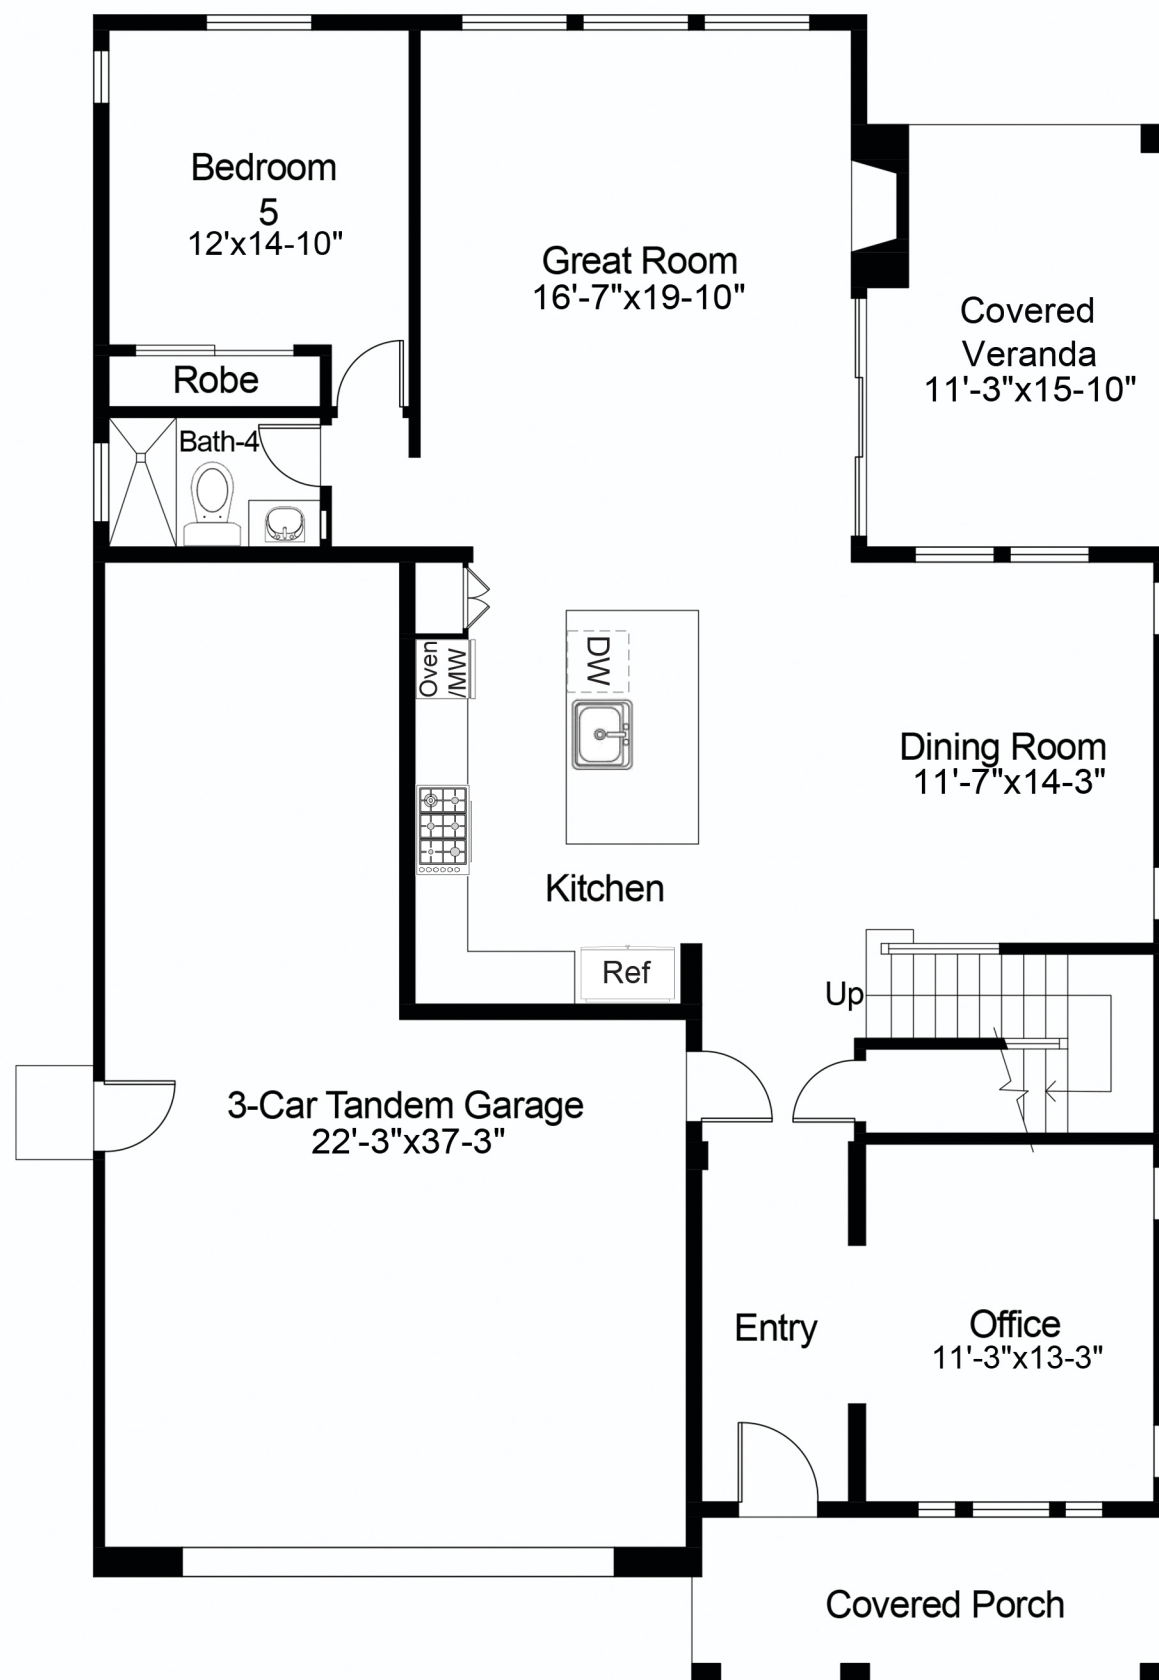 Bedroom
5
12'x14-10"
Great Room
16'-7"x19-10"
Covered
Veranda
11'-3"x15-10"
Robe
Bath-4
Oven
/MW
DW
Dining Room
11'-7"x14-3"
Kitchen
Ref
Up
3-Car Tandem Garage
22'-3"x37-3"
Entry
Office
11'-3"x13-3"
Covered Porch